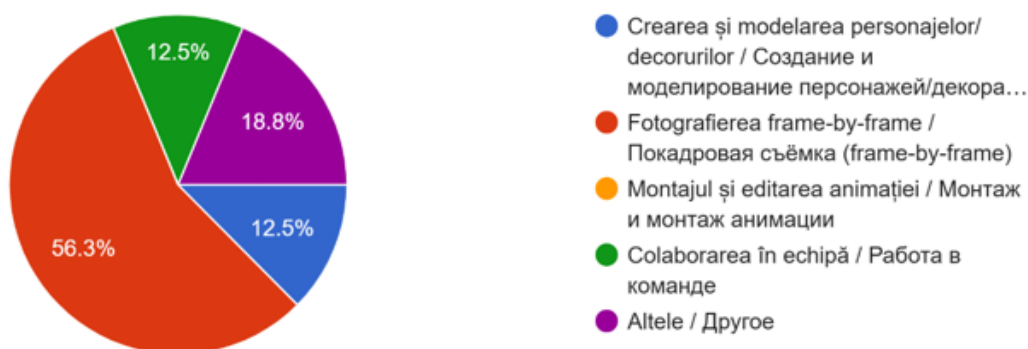 12.5%
18.8%
12.5%
56.3%
Crearea și modelarea personajelor/
decorurilor / Создание и
моделирование персонажей/декора…
Fotografierea frame-by-frame /
Покадровая съёмка (frame-by-frame)
Montajul și editarea animației / Монтаж
и монтаж анимации
Colaborarea în echipă / Работа в
команде
Altele / Другое